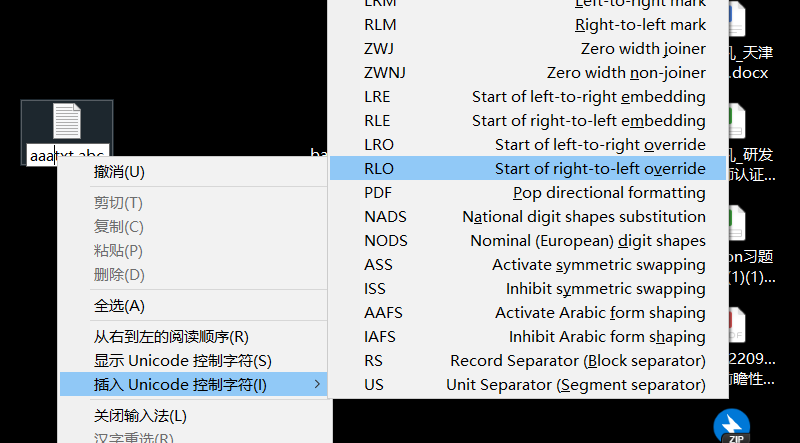 LRM Left-to-right mark
RLM Right-to-left mark
ZWJ Zero width joiner
ZWNJ Zero width non-joiner
LRE Start of left-to-right embedding
RLE Start of right-to-left embedding
LRO Start of left-to-right override
RLO Start of right-to-left override
PDF Pop directional formatting
NADS National digit shapes substitution
NODS Nominal (European) digit shapes
ASS Activate symmetric swapping
ISS Inhibit symmetric swapping
AAFS Activate Arabic form shaping
IAFS Inhibit Arabic form shaping
RS Record Separator (Block separator)
US Unit Separator (Segment separator)
aaatxt.abc
ba
撤消(U)
剪切(T)
复制(C)
粘贴(P)
删除(D)
全选(A)
从右到左的阅读顺序(R)
显示 Unicode 控制字符(S)
插入 Unicode 控制字符(I)
关闭输入法(L)
汉字重选(R)
_天津
.docx
_研发
认证...
on习题
(1)(1)...
2209...
瞻性...
ZIP